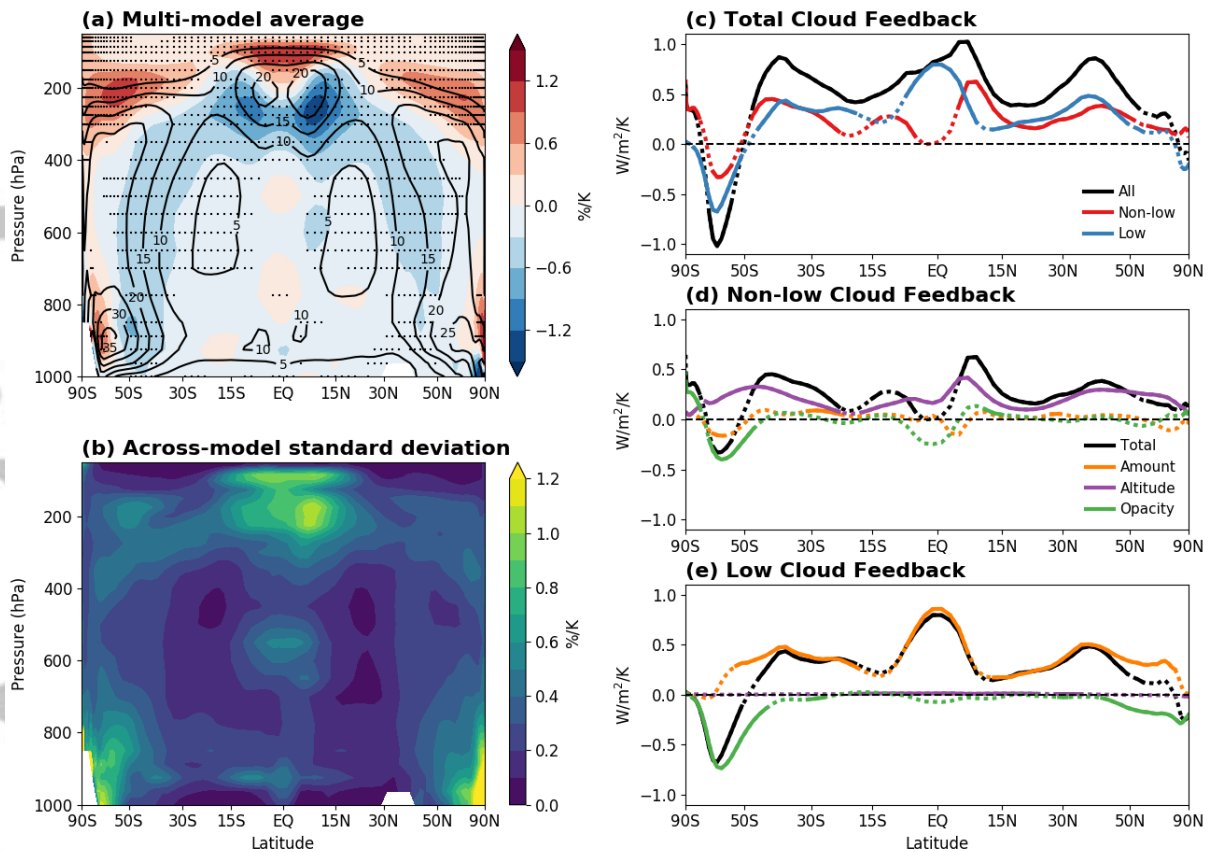 (a) Multi-model average
Pressure (hPa)
200
400
600
800
1000
90S 50S 30S 15S EQ 15N 30N 50N 90N
5 5
10 20 20 10
15
10 10
5 5
10 10
15 15
20 20
30 10 25
35 10
5
1.2
0.6
0.0
−0.6
−1.2
%/K
(b) Across-model standard deviation
Pressure (hPa)
200
400
600
800
1000
90S 50S 30S 15S EQ 15N 30N 50N 90N
Latitude
1.2
1.0
0.8
0.6
0.4
0.2
0.0
%/K
(c) Total Cloud Feedback
W/m²/K
1.0
0.5
0.0
−0.5
−1.0
All
Non-low
Low
90S 50S 30S 15S EQ 15N 30N 50N 90N
(d) Non-low Cloud Feedback
W/m²/K
1.0
0.5
0.0
−0.5
−1.0
Total
Amount
Altitude
Opacity
90S 50S 30S 15S EQ 15N 30N 50N 90N
(e) Low Cloud Feedback
W/m²/K
1.0
0.5
0.0
−0.5
−1.0
90S 50S 30S 15S EQ 15N 30N 50N 90N
Latitude